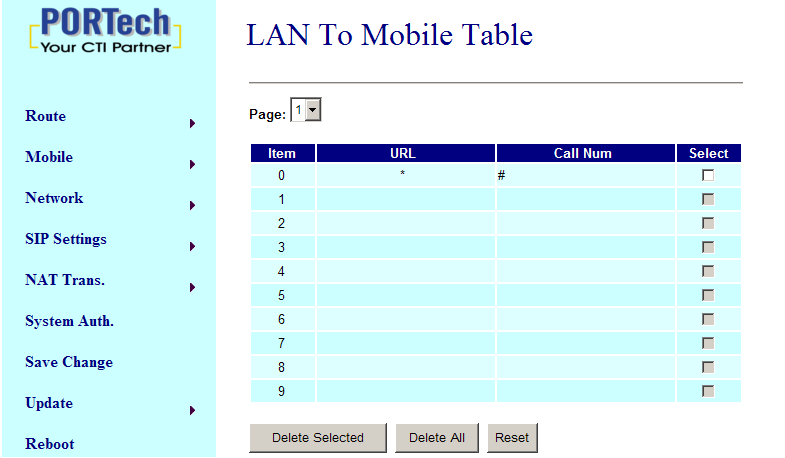 PORTech
Your CTI Partner
Route
Mobile
Network
SIP Settings
NAT Trans.
System Auth.
Save Change
Update
Reboot
LAN To Mobile Table
Page: 1
Item URL Call Num Select
0 * #
1
2
3
4
5
6
7
8
9
Delete Selected Delete All Reset